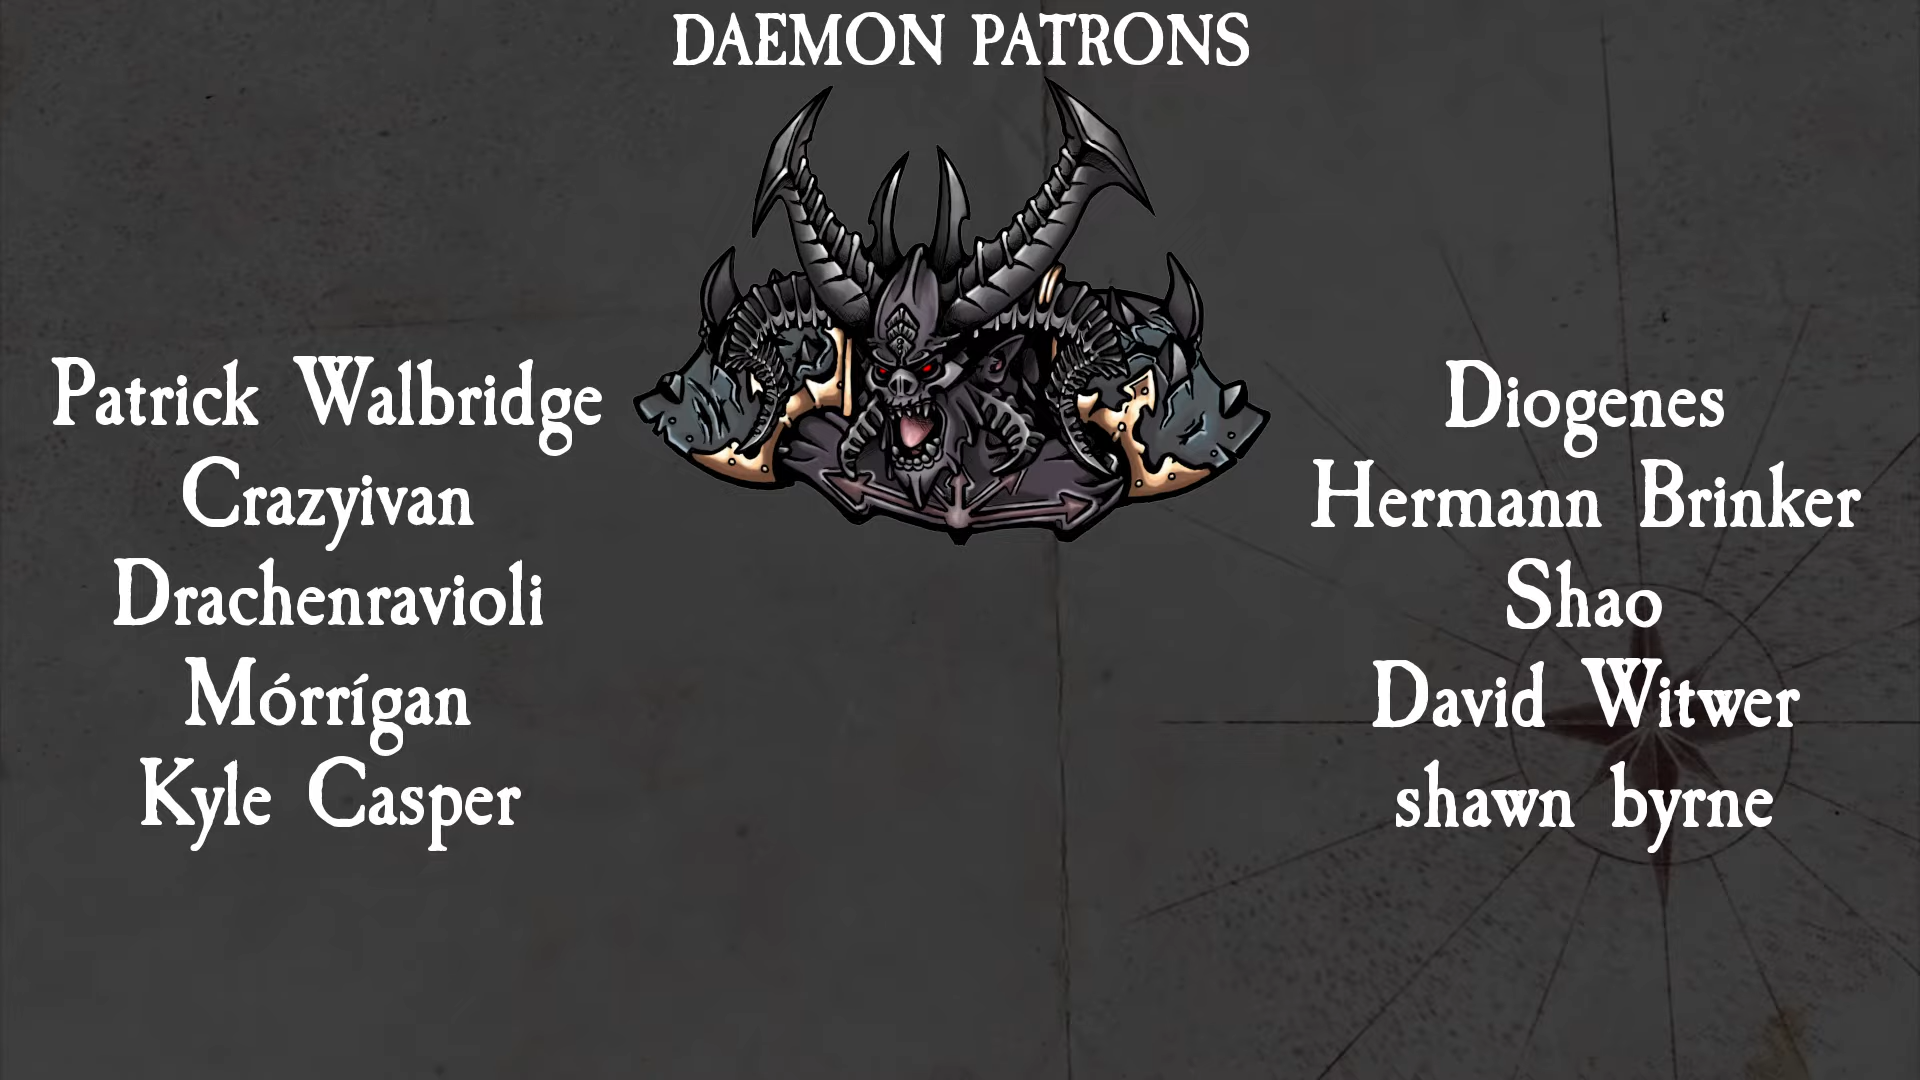 DAEMON PATRONS
Patrick Walbridge
Crazyivan
Drachenravioli
Mórrígan
Kyle Casper
Diogenes
Hermann Brinker
Shao
David Witwer
shawn byrne